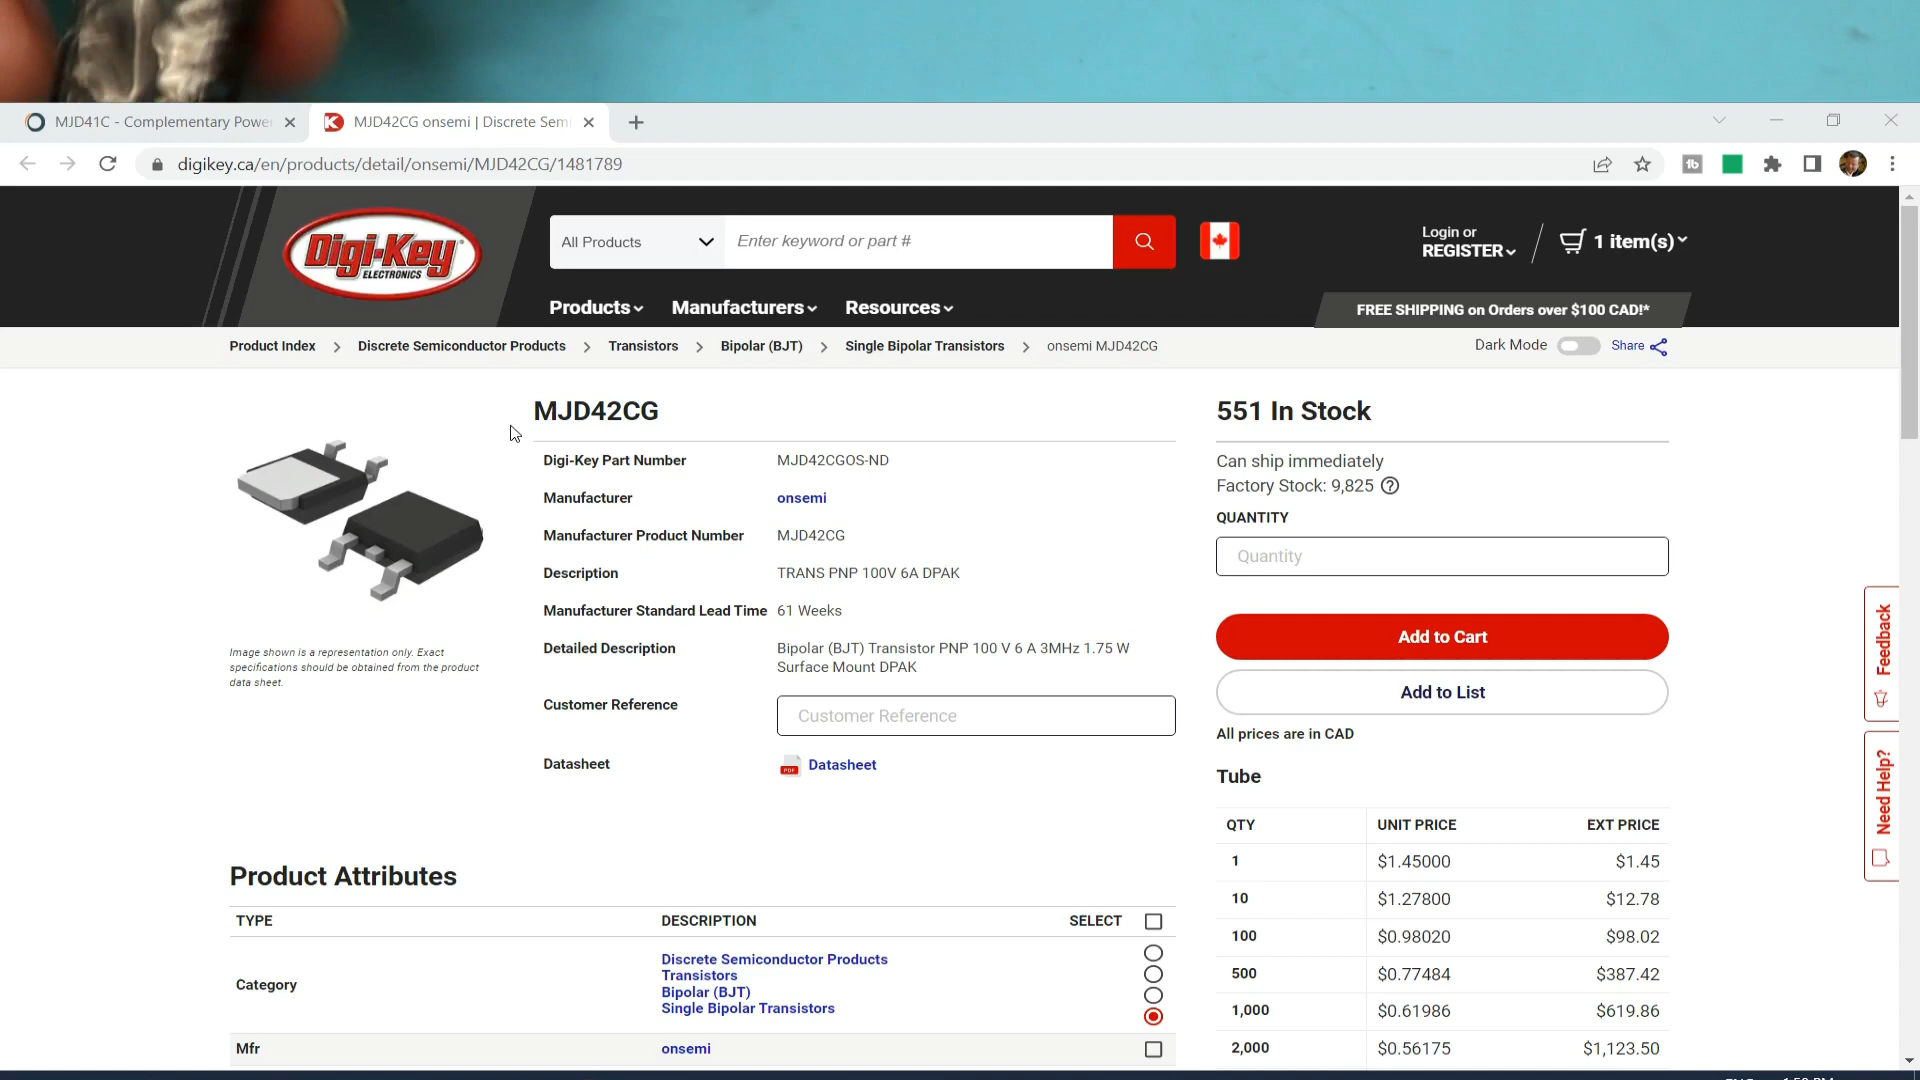 MJD41C - Complementary Powe
MJD42CG onsemi | Discrete Sem
digikey.ca/en/products/detail/onsemi/MJD42CG/1481789
Digi-Key
ELECTRONICS
All Products
Enter keyword or part #
Login or
REGISTER
1 item(s)
Products
Manufacturers
Resources
FREE SHIPPING on Orders over $100 CAD!*
Product Index > Discrete Semiconductor Products > Transistors > Bipolar (BJT) > Single Bipolar Transistors > onsemi MJD42CG
Dark Mode
Share
MJD42CG
Digi-Key Part Number MJD42CGOS-ND
Manufacturer onsemi
Manufacturer Product Number MJD42CG
Description TRANS PNP 100V 6A DPAK
Manufacturer Standard Lead Time 61 Weeks
Detailed Description Bipolar (BJT) Transistor PNP 100 V 6 A 3MHz 1.75 W
Surface Mount DPAK
Customer Reference Customer Reference
Datasheet PDF Datasheet
Image shown is a representation only. Exact
specifications should be obtained from the product
data sheet.
551 In Stock
Can ship immediately
Factory Stock: 9,825 ?
QUANTITY
Quantity
Add to Cart
Add to List
All prices are in CAD
Tube
QTY UNIT PRICE EXT PRICE
1 $1.45000 $1.45
10 $1.27800 $12.78
100 $0.98020 $98.02
500 $0.77484 $387.42
1,000 $0.61986 $619.86
2,000 $0.56175 $1,123.50
Product Attributes
TYPE DESCRIPTION SELECT
Category
Discrete Semiconductor Products
Transistors
Bipolar (BJT)
Single Bipolar Transistors
Mfr onsemi
Feedback
Need Help?